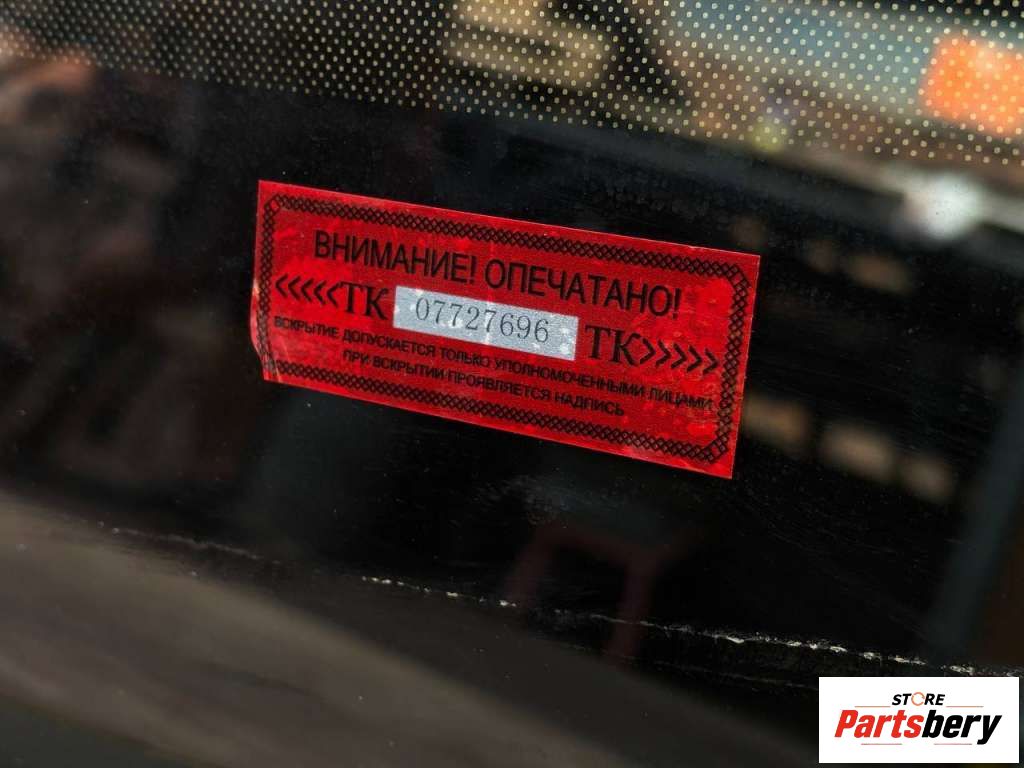 ВНИМАНИЕ! ОПЕЧАТАНО!
<<<<<ТК 07727696 ТК>>>>>
ВСКРЫТИЕ ДОПУСКАЕТСЯ ТОЛЬКО УПОЛНОМОЧЕННЫМИ ЛИЦАМИ
ПРИ ВСКРЫТИИ ПРОЯВЛЯЕТСЯ НАДПИСЬ
STORE
Partsbery